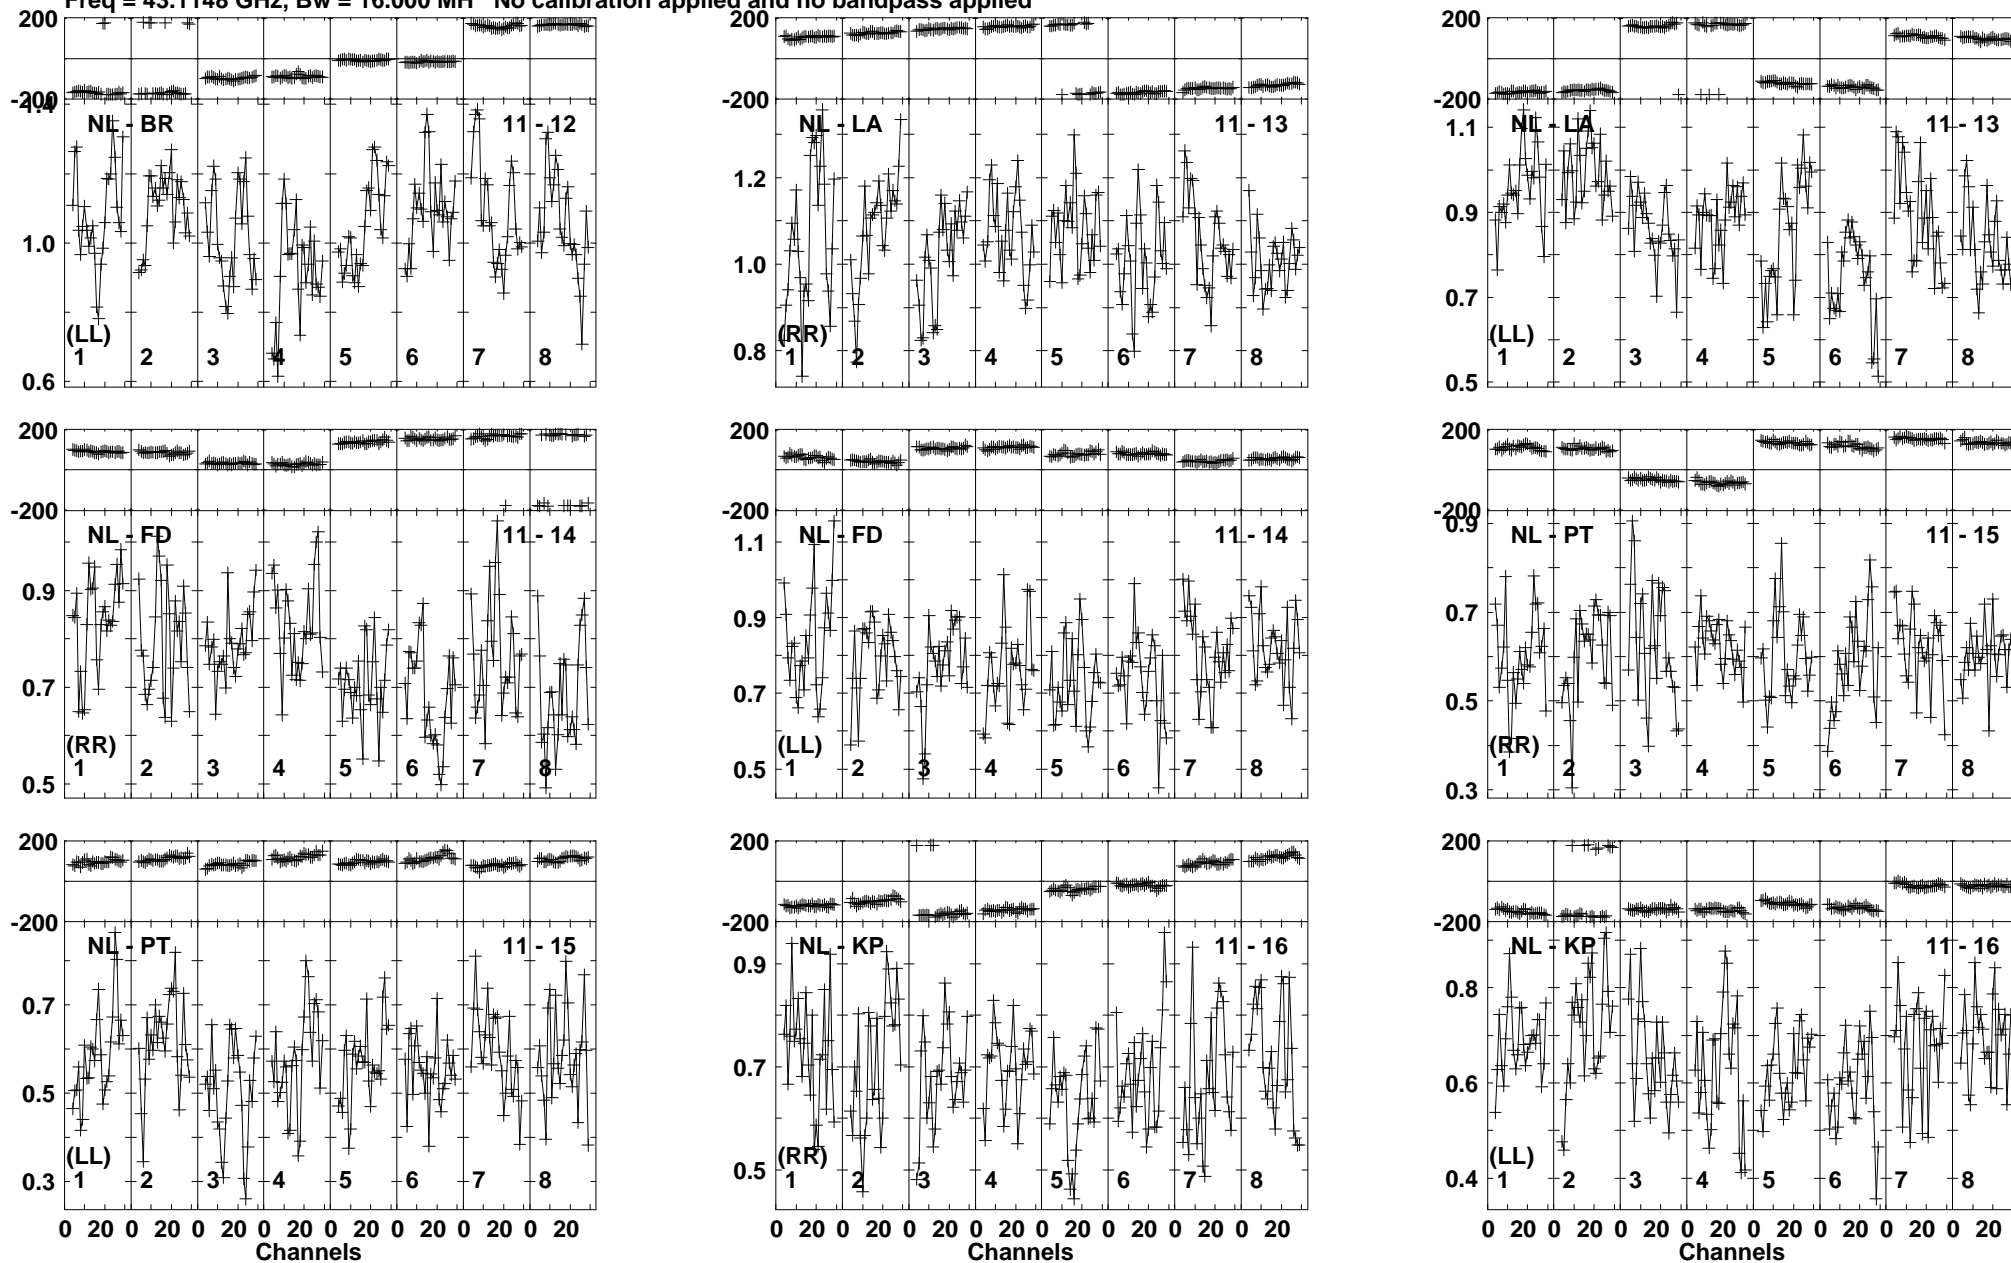 Freq = 43.1148 GHz, Bw = 16.000 MH No calibration applied and no bandpass applied
200 200 200
-200 -200 -200
1.4
NL - BR 11 - 12 NL - LA 11 - 13 NL - LA 11 - 13
1.1
1.2
1.0 1.0 0.9
0.7
(LL) (RR) (LL)
0.8
1 2 3 4 5 6 7 8 1 2 3 4 5 6 7 8 1 2 3 4 5 6 7 8
0.6 0.5
200 200 200
-200 -200 -200
0.9
NL - FD 11 - 14 NL - FD 11 - 14 NL - PT 11 - 15
1.1
0.9 0.9 0.7
0.7 0.7 0.5
(RR) (LL) (RR)
1 2 3 4 5 6 7 8 1 2 3 4 5 6 7 8 1 2 3 4 5 6 7 8
0.5 0.5 0.3
200 200 200
-200 -200 -200
NL - PT 11 - 15 NL - KP 11 - 16 NL - KP 11 - 16
0.9 0.8
0.7 0.7
0.5 0.6
(LL) (RR) (LL)
0.5
1 2 3 4 5 6 7 8 1 2 3 4 5 6 7 8 1 2 3 4 5 6 7 8
0.3 0.4
0 20 0 20 0 20 0 20 0 20 0 20 0 20 0 20 0 20 0 20 0 20 0 20 0 20 0 20 0 20 0 20 0 20 0 20 0 20 0 20 0 20 0 20 0 20 0 20
Channels Channels Channels